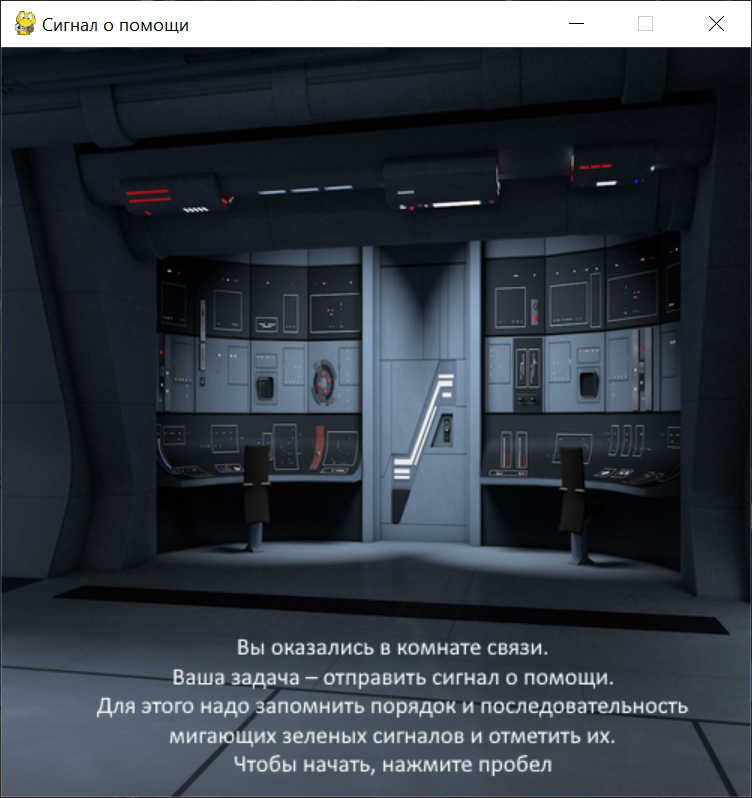 Сигнал о помощи
Вы оказались в комнате связи.
Ваша задача – отправить сигнал о помощи.
Для этого надо запомнить порядок и последовательность
мигающих зеленых сигналов и отметить их.
Чтобы начать, нажмите пробел